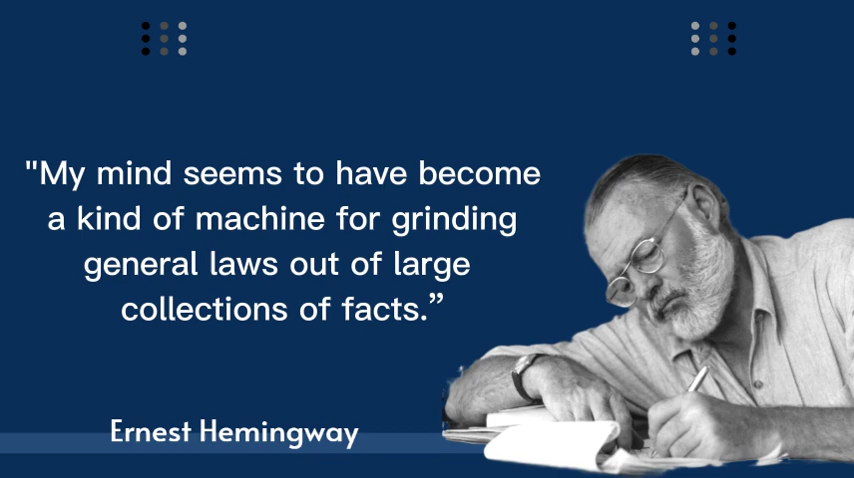 "My mind seems to have become
a kind of machine for grinding
general laws out of large
collections of facts.”
Ernest Hemingway